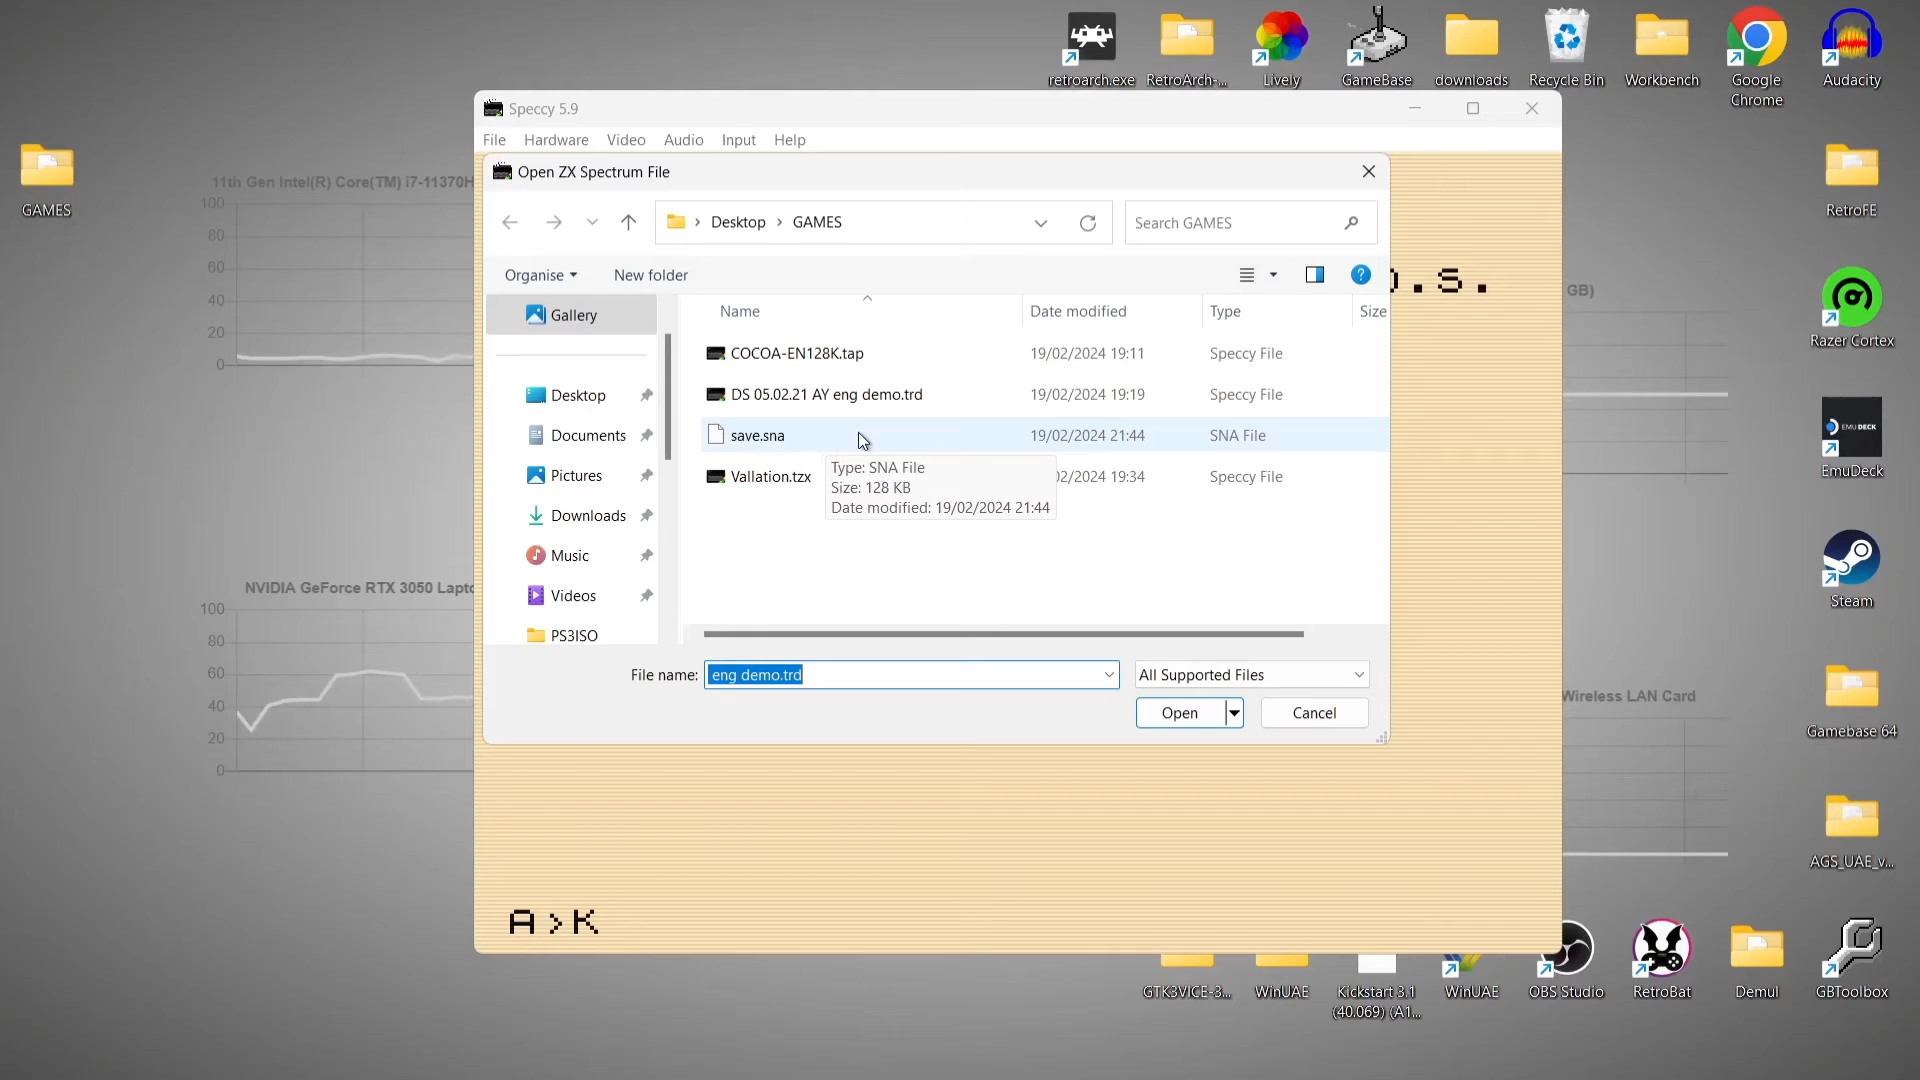 retroarch.exe
RetroArch-...
Lively
GameBase
downloads
Recycle Bin
Workbench
Google
Chrome
Audacity
Speccy 5.9
File
Hardware
Video
Audio
Input
Help
GAMES
11th Gen Intel(R) Core(TM) i7-11370H
100
80
60
40
20
0
Open ZX Spectrum File
Desktop
GAMES
Search GAMES
Organise
New folder
.s.
GB)
Gallery
Desktop
Documents
Pictures
Downloads
Music
Videos
PS3ISO
Name
Date modified
Type
Size
COCOA-EN128K.tap
19/02/2024 19:11
Speccy File
DS 05.02.21 AY eng demo.trd
19/02/2024 19:19
Speccy File
save.sna
19/02/2024 21:44
SNA File
Vallation.tzx
02/2024 19:34
Speccy File
Type: SNA File
Size: 128 KB
Date modified: 19/02/2024 21:44
File name:
eng demo.trd
All Supported Files
Open
Cancel
NVIDIA GeForce RTX 3050 Lapto
100
80
60
40
20
0
Wireless LAN Card
A>K
RetroFE
Razer Cortex
EMU DECK
EmuDeck
Steam
Gamebase 64
AGS_UAE_v...
GTK3VICE-3...
WinUAE
Kickstart 3.1
(40.069) (A1...
WinUAE
OBS Studio
RetroBat
Demul
GBToolbox